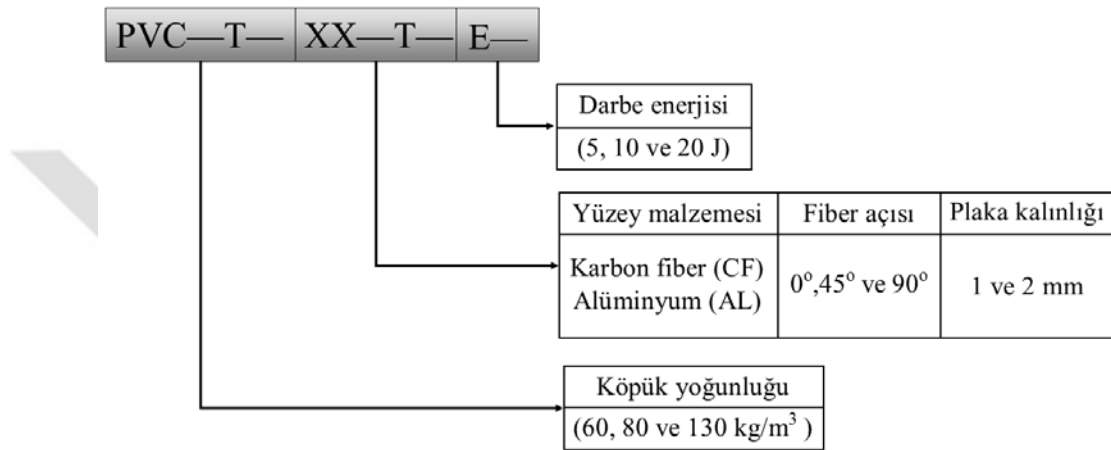 PVC—T— XX—T— E—
Darbe enerjisi
(5, 10 ve 20 J)
Yüzey malzemesi Fiber açısı Plaka kalınlığı
Karbon fiber (CF)
Alüminyum (AL)
0°,45° ve 90°
1 ve 2 mm
Köpük yoğunluğu
(60, 80 ve 130 kg/m³ )